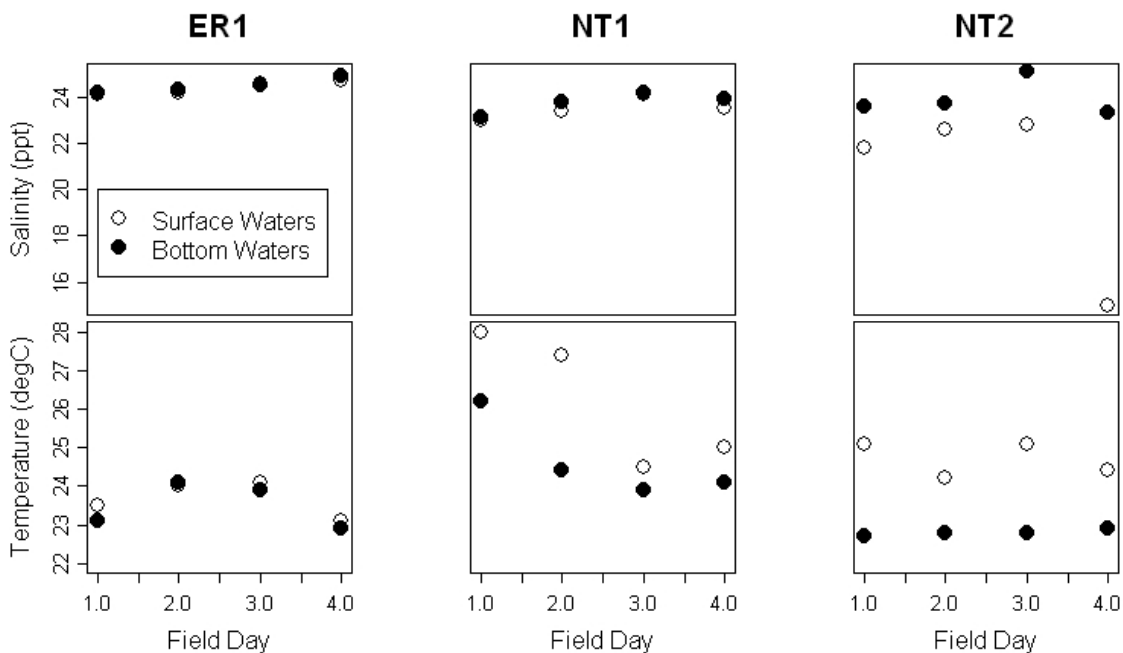 ER1 NT1 NT2
Salinity (ppt)
24
22
20
18
16
Surface Waters
Bottom Waters
Temperature (degC)
28
27
26
25
24
23
22
1.0 2.0 3.0 4.0 1.0 2.0 3.0 4.0 1.0 2.0 3.0 4.0
Field Day Field Day Field Day